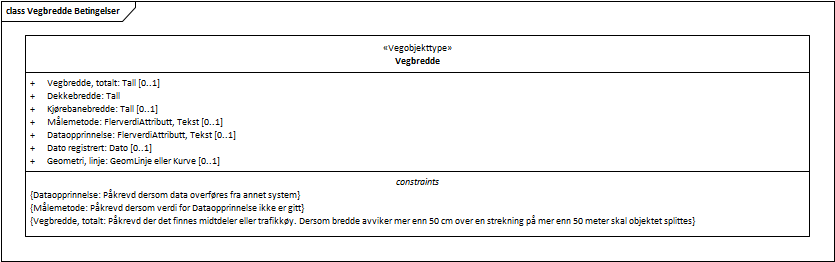 class Vegbredde Betingelser
«Vegobjekttype»
Vegbredde
+ Vegbredde, totalt: Tall [0..1]
+ Dekkebredde: Tall
+ Kjørebanebredde: Tall [0..1]
+ Målemetode: FlerverdiAttributt, Tekst [0..1]
+ Dataopprinnelse: FlerverdiAttributt, Tekst [0..1]
+ Dato registrert: Dato [0..1]
+ Geometri, linje: GeomLinje eller Kurve [0..1]
constraints
{Dataopprinnelse: Påkrevd dersom data overføres fra annet system}
{Målemetode: Påkrevd dersom verdi for Dataopprinnelse ikke er gitt}
{Vegbredde, totalt: Påkrevd der det finnes midtdeler eller trafikkøy. Dersom bredde avviker mer enn 50 cm over en strekning på mer enn 50 meter skal objektet splittes}